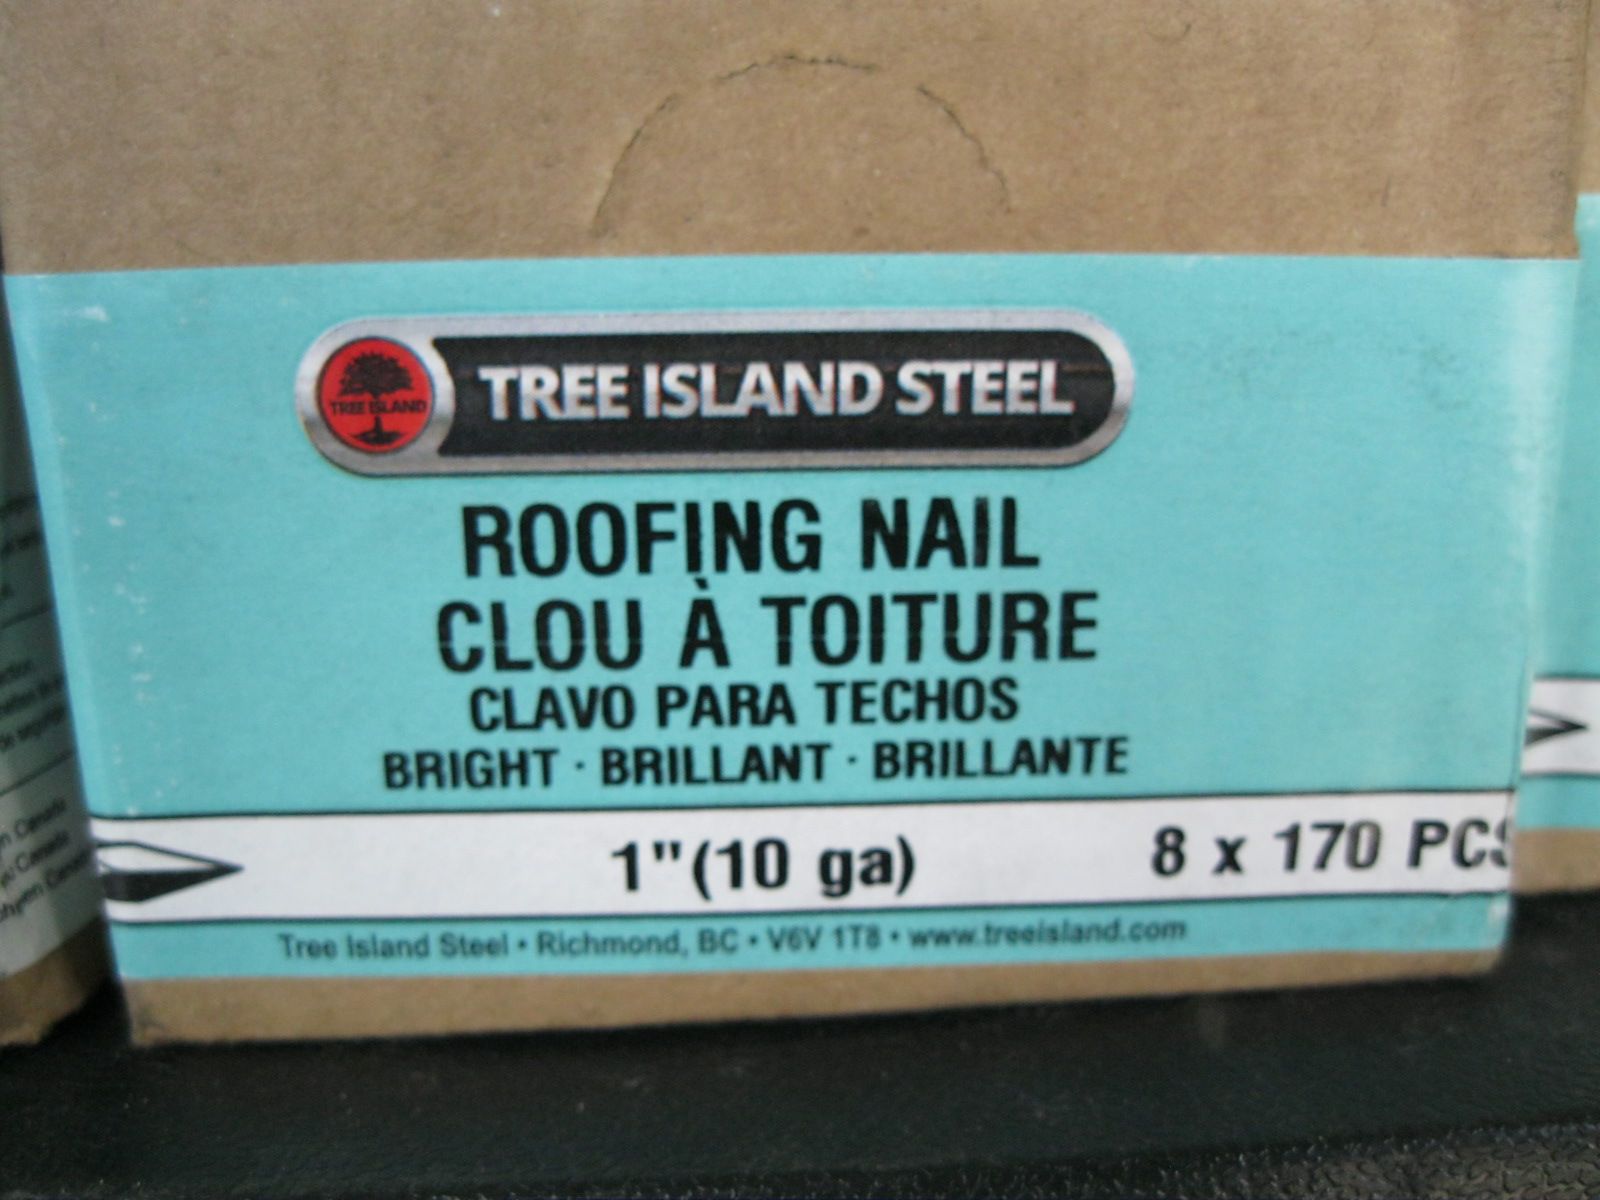 TREE ISLAND
TREE ISLAND STEEL
ROOFING NAIL
CLOU À TOITURE
CLAVO PARA TECHOS
BRIGHT · BRILLANT · BRILLANTE
1" (10 ga)
8 x 170 PCS
Tree Island Steel • Richmond, BC • V6V 1T8 • www.treeisland.com